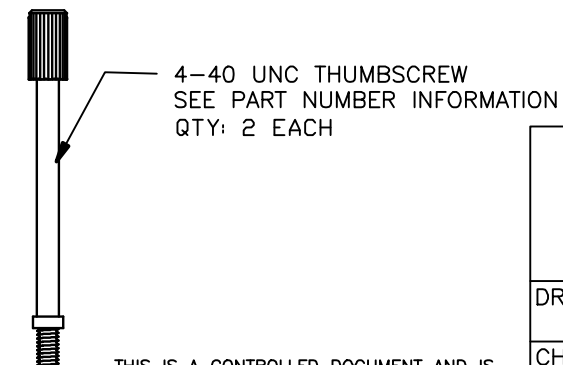 4-40 UNC THUMBSCREW
SEE PART NUMBER INFORMATION
QTY: 2 EACH
DR
THIS IS A CONTROLLED DOCUMENT AND IS
CH